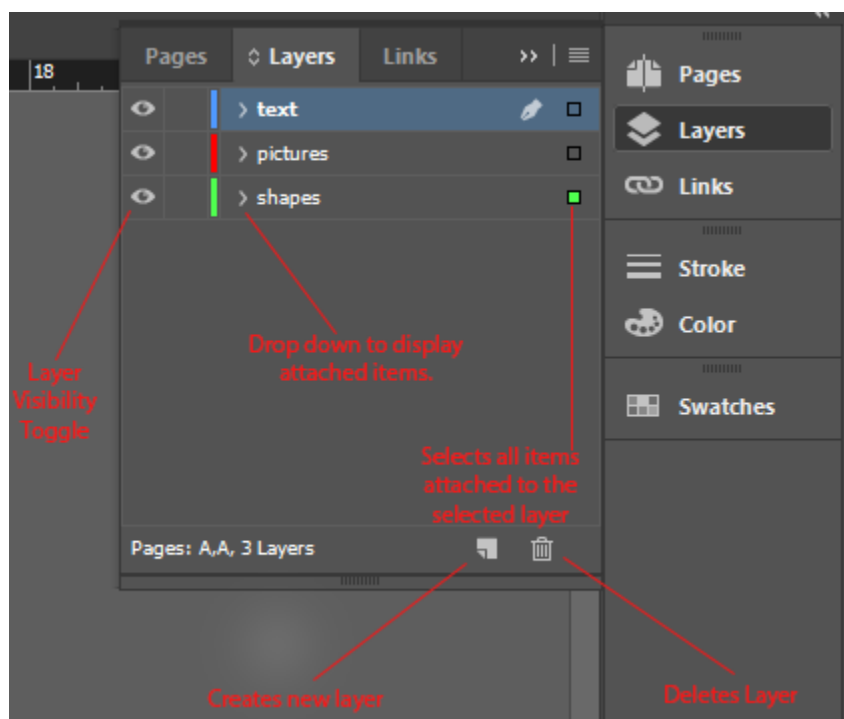 Pages
Layers
Links
18
text
pictures
shapes
Drop down to display
attached items.
Layer
Visibility
Toggle
Selects all items
attached to the
selected layer
Pages: A,A, 3 Layers
Creates new layer
Deletes Layer
Pages
Layers
Links
Stroke
Color
Swatches